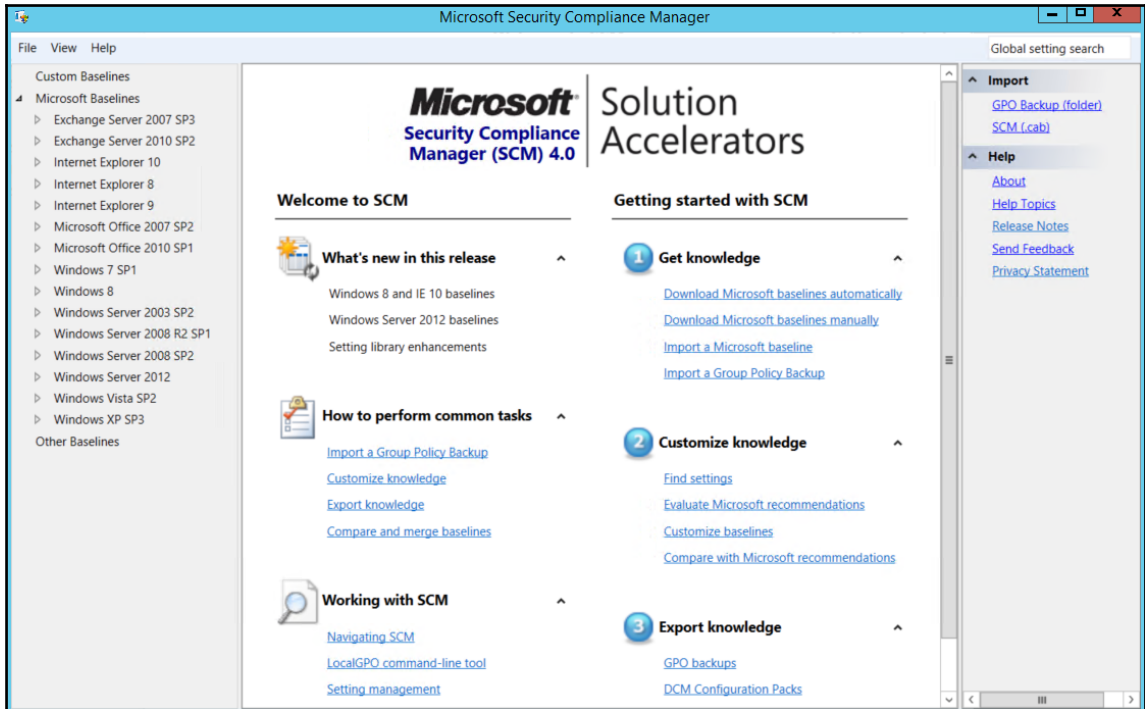 Microsoft Security Compliance Manager
X
File View Help
Global setting search
Custom Baselines
Microsoft Baselines
Exchange Server 2007 SP3
Exchange Server 2010 SP2
Internet Explorer 10
Internet Explorer 8
Internet Explorer 9
Microsoft Office 2007 SP2
Microsoft Office 2010 SP1
Windows 7 SP1
Windows 8
Windows Server 2003 SP2
Windows Server 2008 R2 SP1
Windows Server 2008 SP2
Windows Server 2012
Windows Vista SP2
Windows XP SP3
Other Baselines
Microsoft
Security Compliance
Manager (SCM) 4.0
Solution
Accelerators
Welcome to SCM
What's new in this release
Windows 8 and IE 10 baselines
Windows Server 2012 baselines
Setting library enhancements
How to perform common tasks
Import a Group Policy Backup
Customize knowledge
Export knowledge
Compare and merge baselines
Working with SCM
Navigating SCM
LocalGPO command-line tool
Setting management
Getting started with SCM
1 Get knowledge
Download Microsoft baselines automatically
Download Microsoft baselines manually
Import a Microsoft baseline
Import a Group Policy Backup
2 Customize knowledge
Find settings
Evaluate Microsoft recommendations
Customize baselines
Compare with Microsoft recommendations
3 Export knowledge
GPO backups
DCM Configuration Packs
Import
GPO Backup (folder)
SCM (.cab)
Help
About
Help Topics
Release Notes
Send Feedback
Privacy Statement